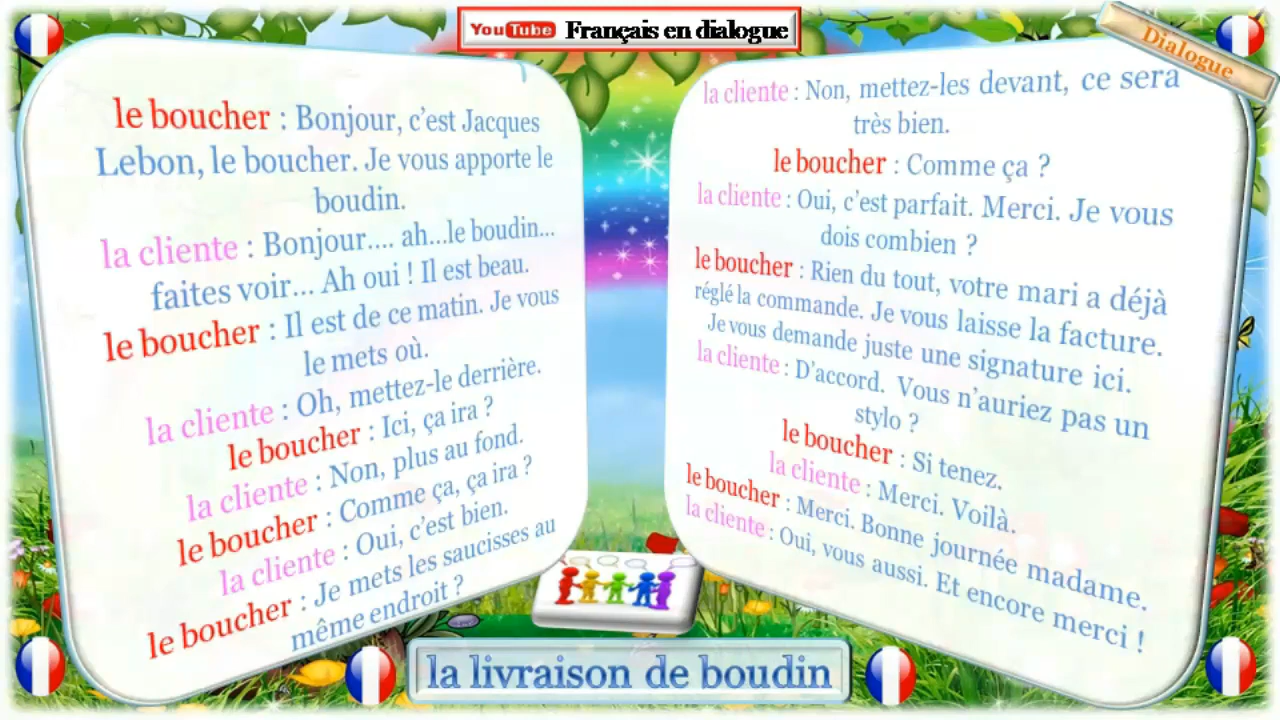 YouTube Français en dialogue
Dialogue
le boucher : Bonjour, c'est Jacques
Lebon, le boucher. Je vous apporte le
boudin.
la cliente : Bonjour.... ah...le boudin...
faites voir... Ah oui ! Il est beau.
le boucher : Il est de ce matin. Je vous
le mets où.
la cliente : Oh, mettez-le derrière.
le boucher : Ici, ça ira ?
la cliente : Non, plus au fond.
le boucher : Comme ça, ça ira ?
la cliente : Oui, c'est bien.
le boucher : Je mets les saucisses au
même endroit ?
la cliente : Non, mettez-les devant, ce sera
très bien.
le boucher : Comme ça ?
la cliente : Oui, c'est parfait. Merci. Je vous
dois combien ?
le boucher : Rien du tout, votre mari a déjà
réglé la commande. Je vous laisse la facture.
Je vous demande juste une signature ici.
la cliente : D'accord. Vous n'auriez pas un
stylo ?
le boucher : Si tenez.
la cliente : Merci. Voilà.
le boucher : Merci. Bonne journée madame.
la cliente : Oui, vous aussi. Et encore merci !
la livraison de boudin